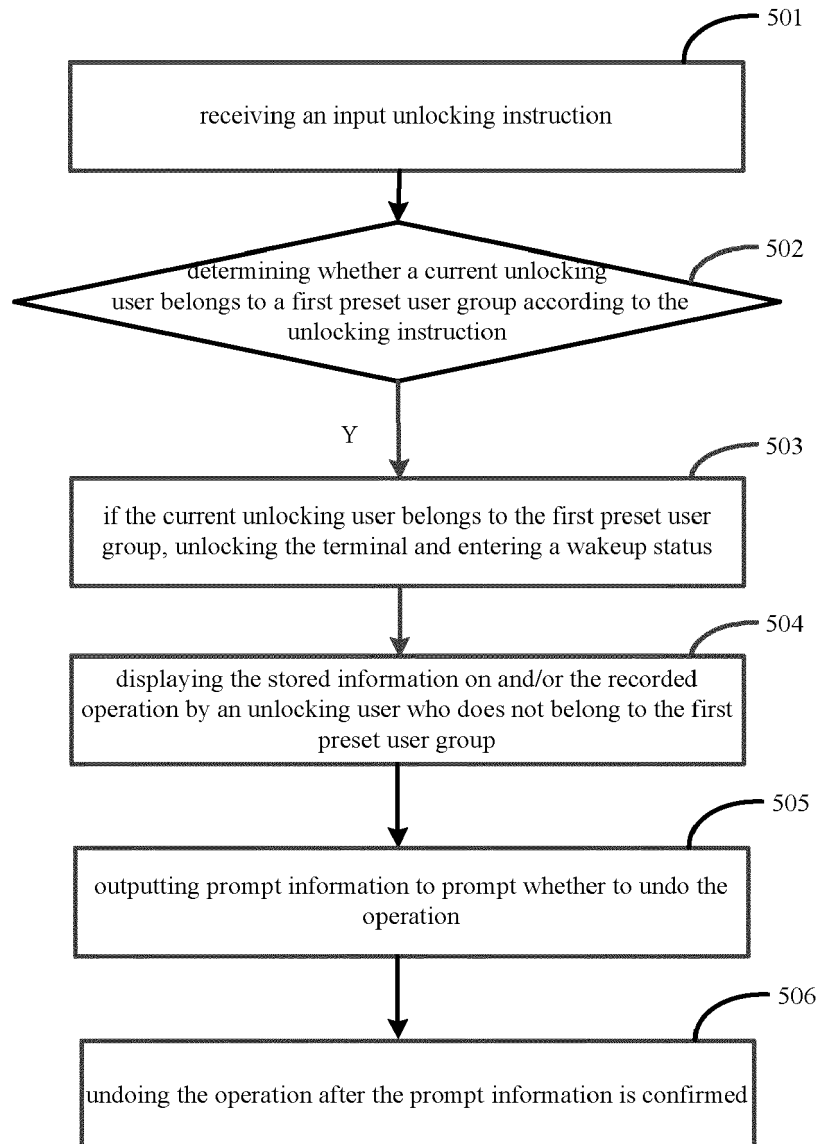 501
receiving an input unlocking instruction
502
determining whether a current unlocking
user belongs to a first preset user group according to the
unlocking instruction
Y
503
if the current unlocking user belongs to the first preset user
group, unlocking the terminal and entering a wakeup status
504
displaying the stored information on and/or the recorded
operation by an unlocking user who does not belong to the first
preset user group
505
outputting prompt information to prompt whether to undo the
operation
506
undoing the operation after the prompt information is confirmed